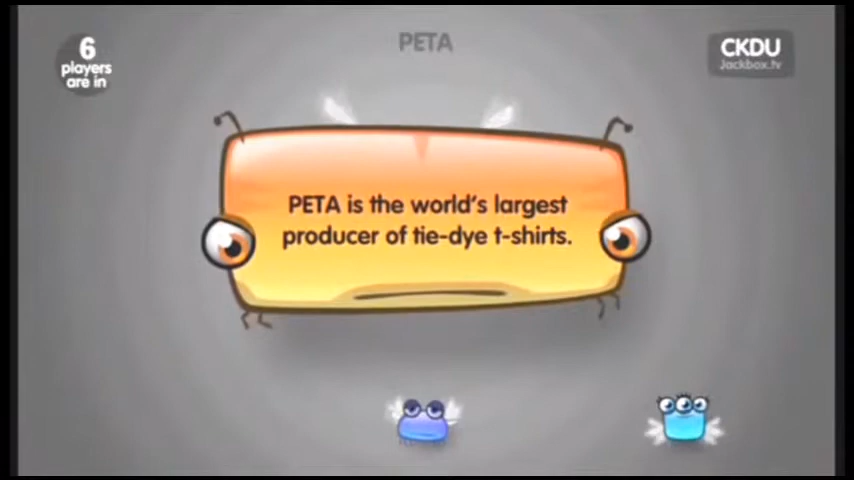 6
players
are in
PETA
CKDU
Jackbox.tv
PETA is the world's largest
producer of tie-dye t-shirts.